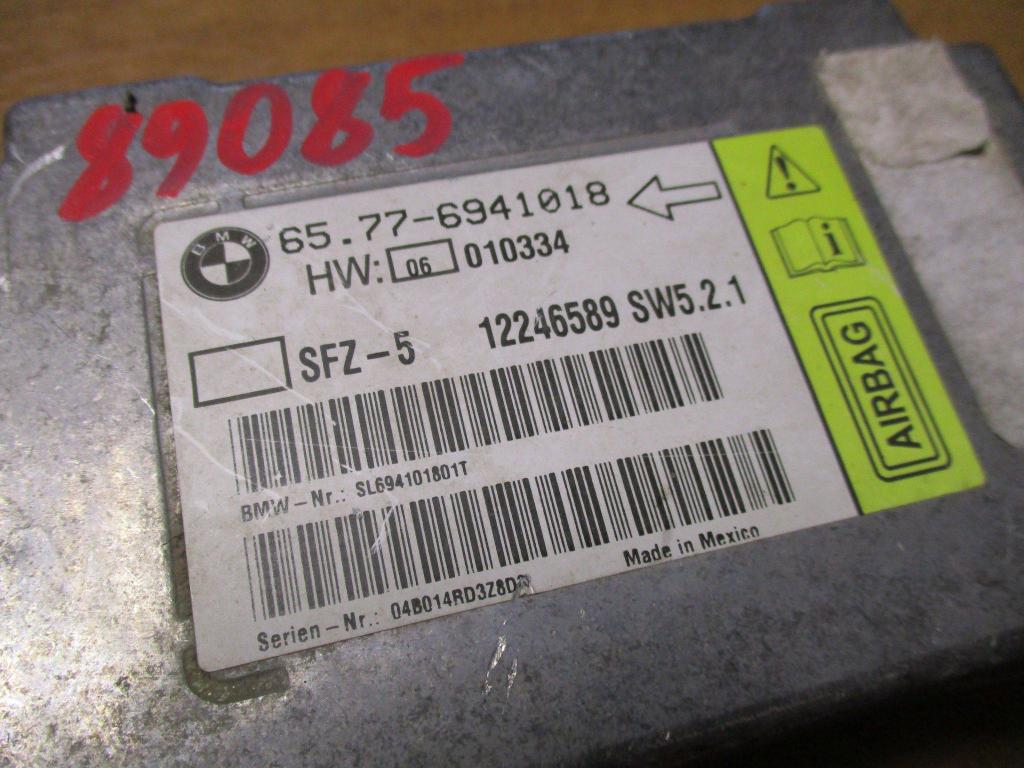 89085
BMW
65.77-6941018
HW: 06 010334
SFZ-5 12246589 SW5.2.1
BMW-Nr.: SL694101801T
Made in Mexico
Serien-Nr.:
i
AIRBAG